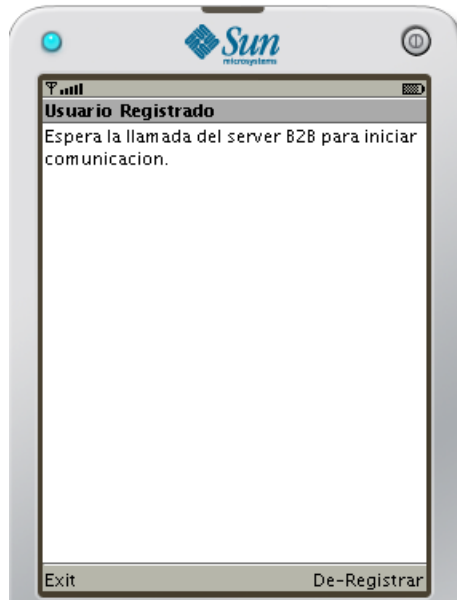 Sun
microsystems
Usuario Registrado
Espera la llamada del server B2B para iniciar
comunicacion.
Exit De-Registrar